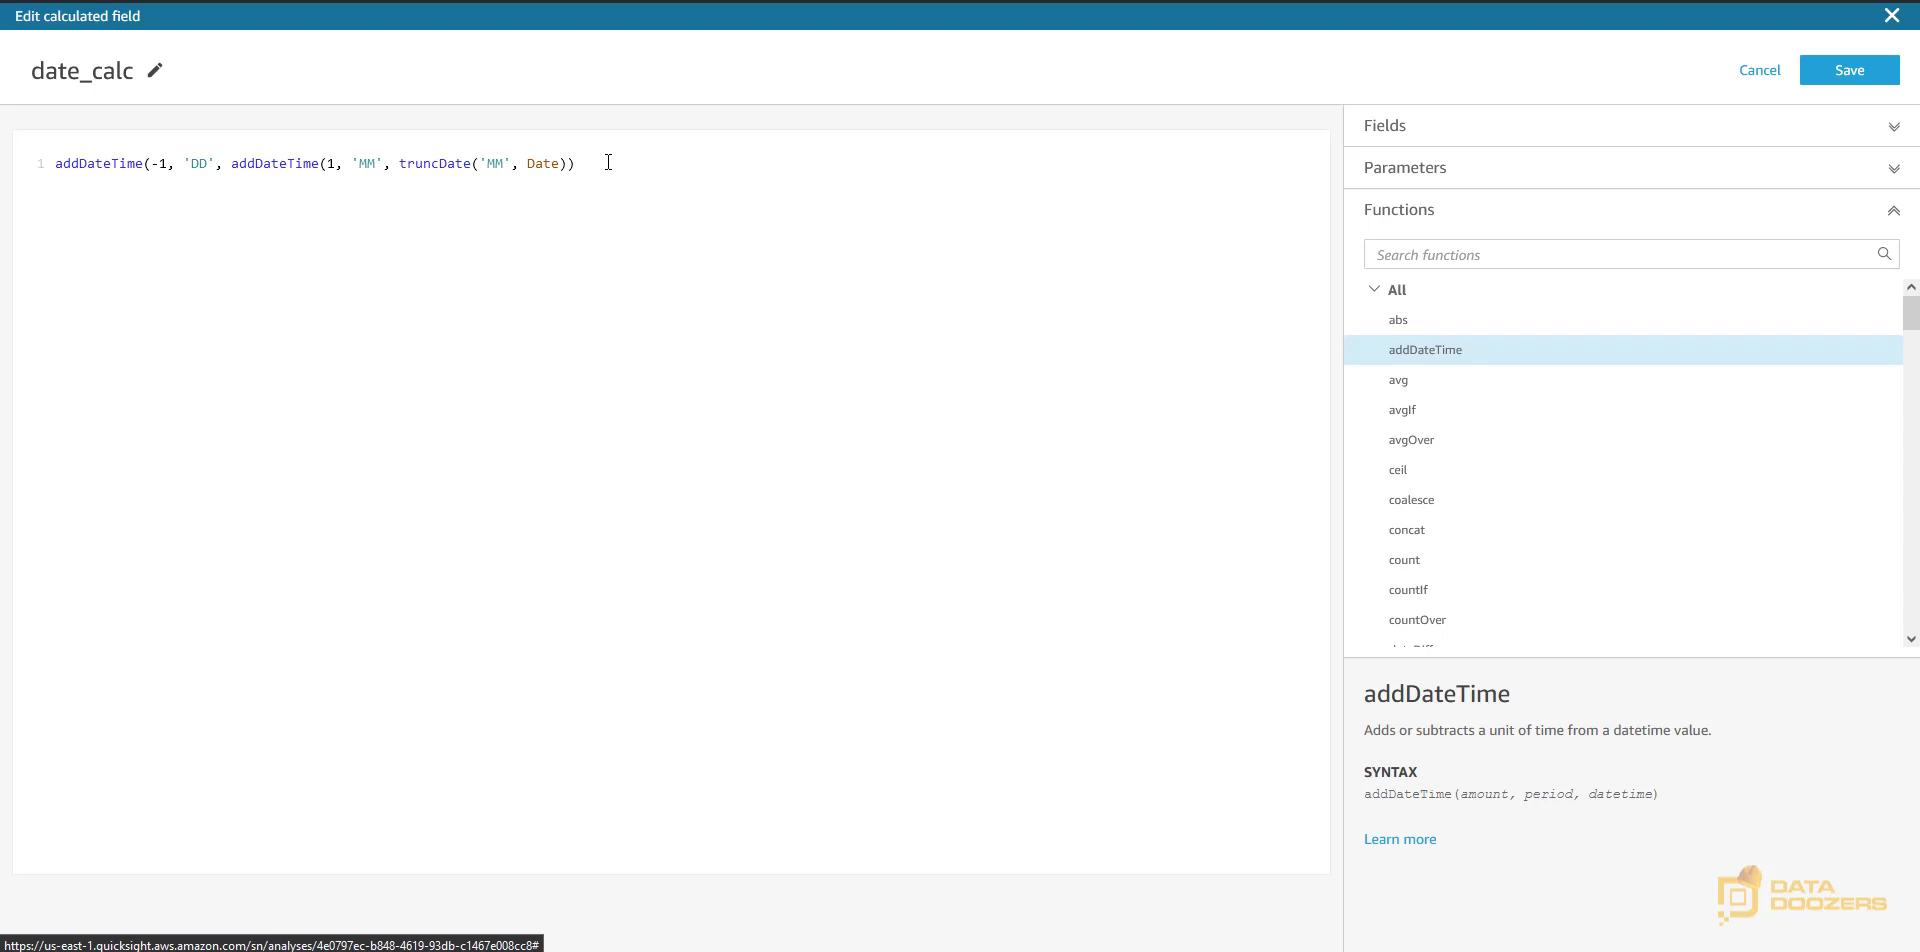 Edit calculated field
date_calc
Cancel
Save
1 addDateTime(-1, 'DD', addDateTime(1, 'MM', truncDate('MM', Date))
Fields
Parameters
Functions
Search functions
All
abs
addDateTime
avg
avgIf
avgOver
ceil
coalesce
concat
count
countIf
countOver
addDateTime
Adds or subtracts a unit of time from a datetime value.
SYNTAX
addDateTime(amount, period, datetime)
Learn more
DATA
DOOZERS
https://us-east-1.quicksight.aws.amazon.com/sn/analyses/4e0797ec-b848-4619-93db-c1467e008cc8#